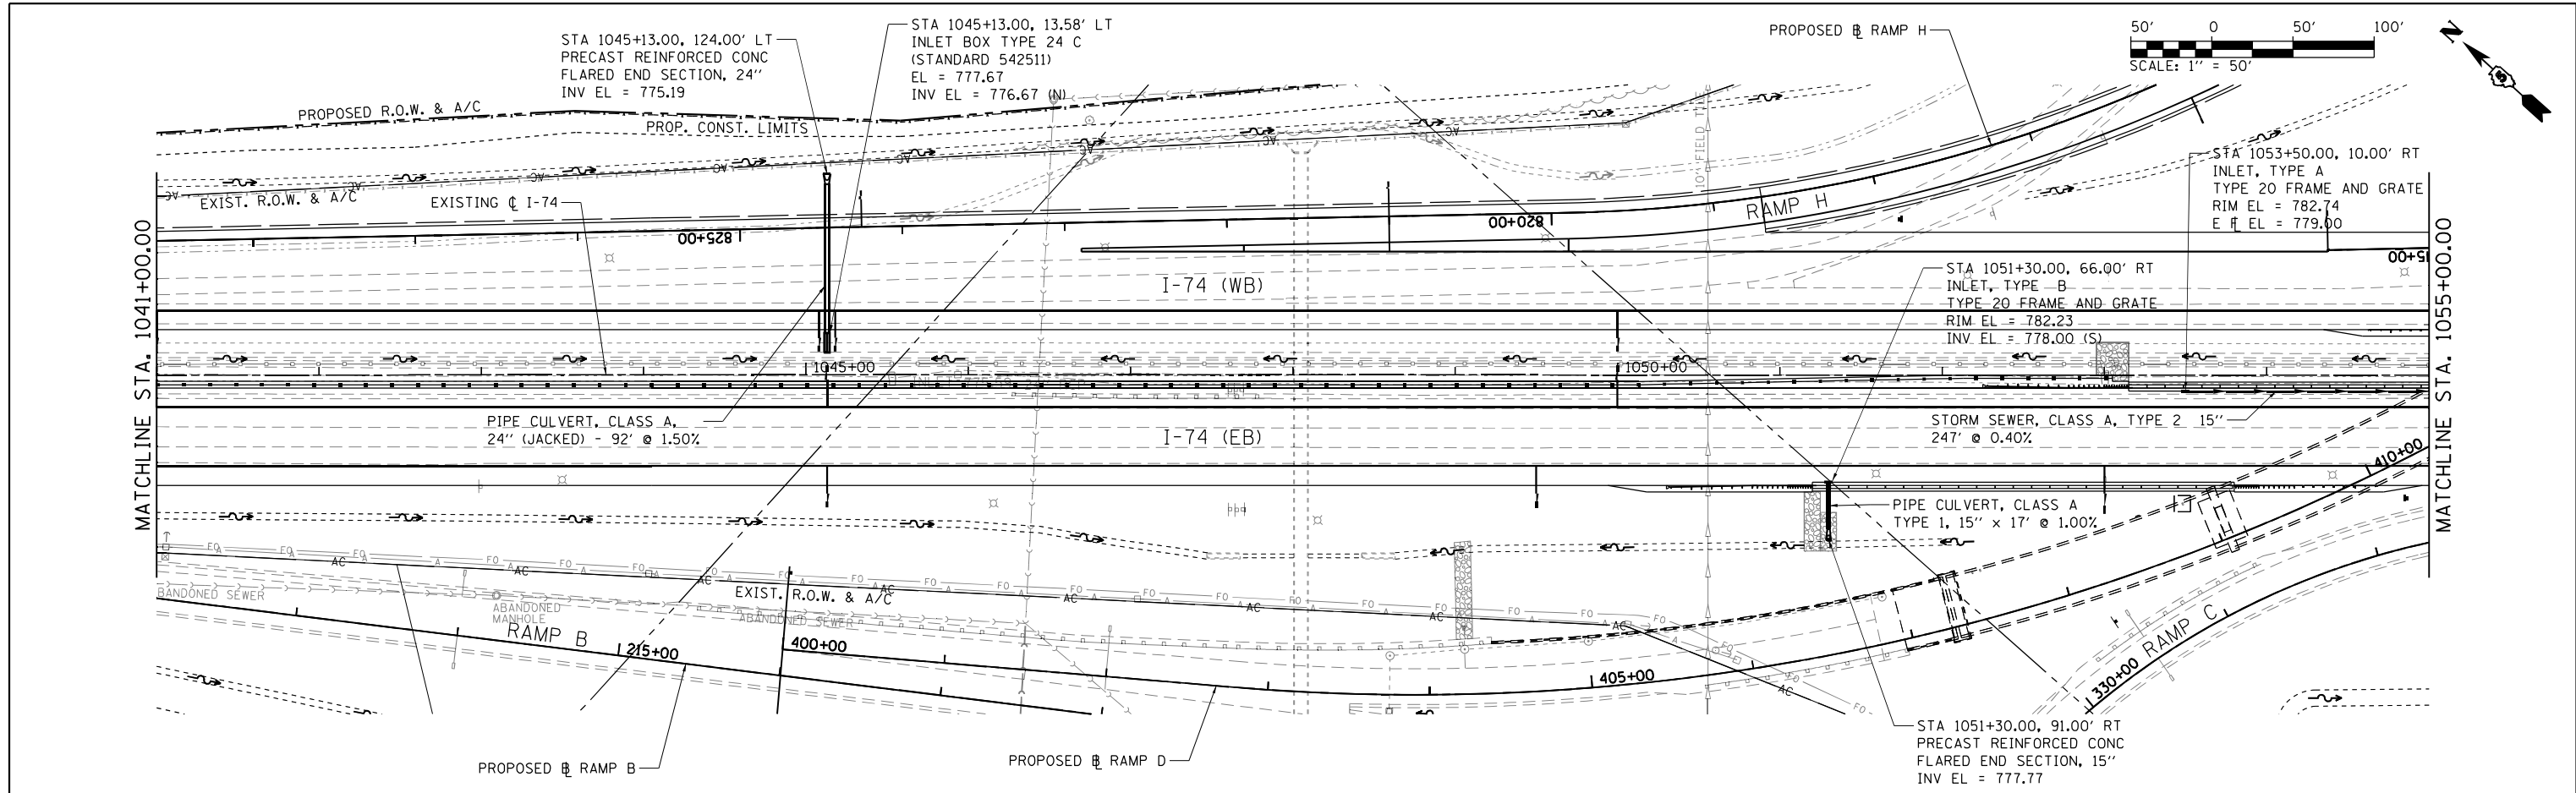 STA 1045+13.00, 124.00' LT
PRECAST REINFORCED CONC
FLARED END SECTION, 24''
INV EL = 775.19
STA 1045+13.00, 13.58' LT
INLET BOX TYPE 24 C
(STANDARD 542511)
EL = 777.67
INV EL = 776.67 (N)
PROPOSED ⅊ RAMP H
50' 0 50' 100'
SCALE: 1'' = 50'
N
PROPOSED R.O.W. & A/C
PROP. CONST. LIMITS
EXIST. R.O.W. & A/C
EXISTING ℄ I-74
10" FIELD TILE
STA 1053+50.00, 10.00' RT
INLET, TYPE A
TYPE 20 FRAME AND GRATE
RIM EL = 782.74
E FL EL = 779.00
RAMP H
825+00
820+00
MATCHLINE STA. 1041+00.00
MATCHLINE STA. 1055+00.00
I-74 (WB)
STA 1051+30.00, 66.00' RT
INLET, TYPE B
TYPE 20 FRAME AND GRATE
RIM EL = 782.23
INV EL = 778.00 (S)
1045+00
1050+00
PIPE CULVERT, CLASS A,
24'' (JACKED) - 92' @ 1.50%
I-74 (EB)
STORM SEWER, CLASS A, TYPE 2 15''
247' @ 0.40%
410+00
PIPE CULVERT, CLASS A
TYPE 1, 15'' x 17' @ 1.00%
EXIST. R.O.W. & A/C
BANDONED SEWER
ABANDONED
MANHOLE
ABANDONED SEWER
RAMP B
215+00
400+00
405+00
RAMP C
330+00
STA 1051+30.00, 91.00' RT
PRECAST REINFORCED CONC
FLARED END SECTION, 15''
INV EL = 777.77
PROPOSED ⅊ RAMP B
PROPOSED ⅊ RAMP D